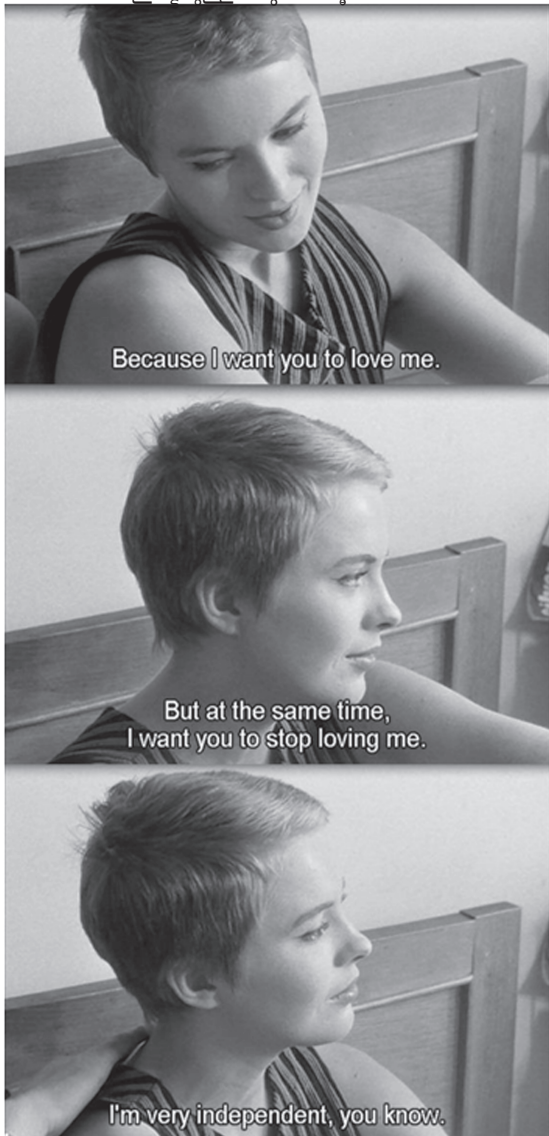 Because I want you to love me.
But at the same time,
I want you to stop loving me.
I'm very independent, you know.